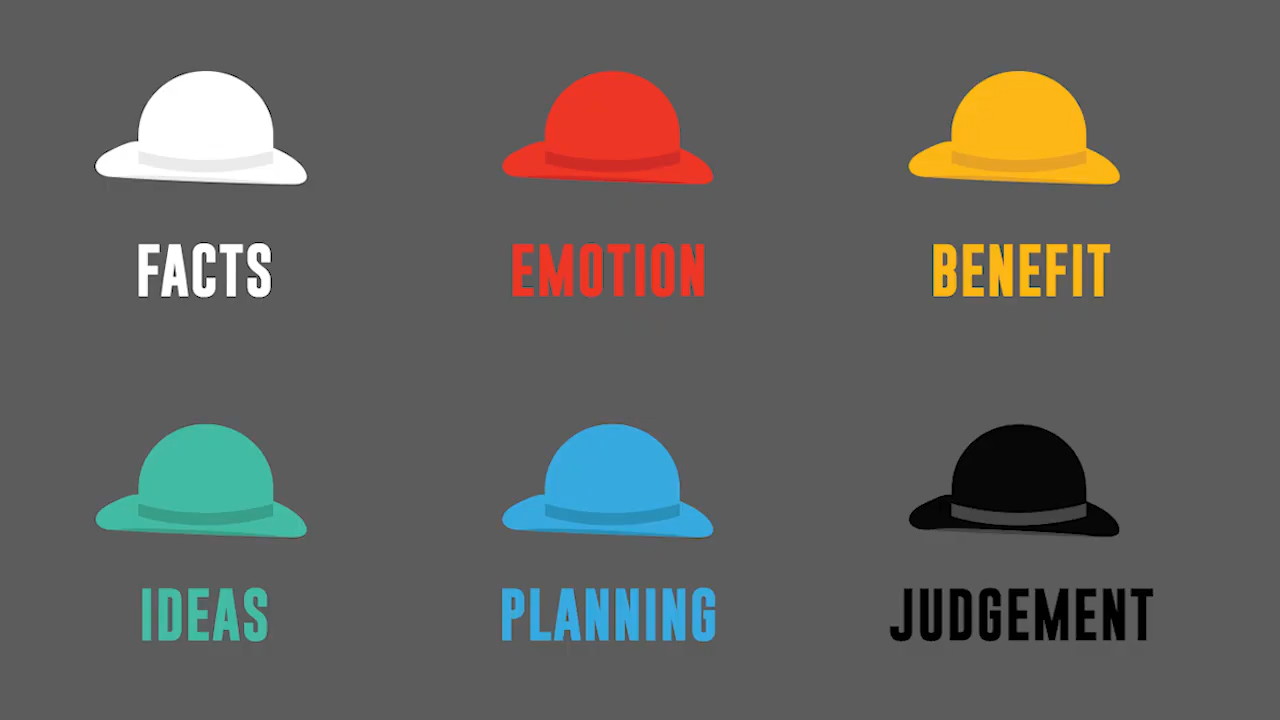 FACTS
EMOTION
BENEFIT
IDEAS
PLANNING
JUDGEMENT